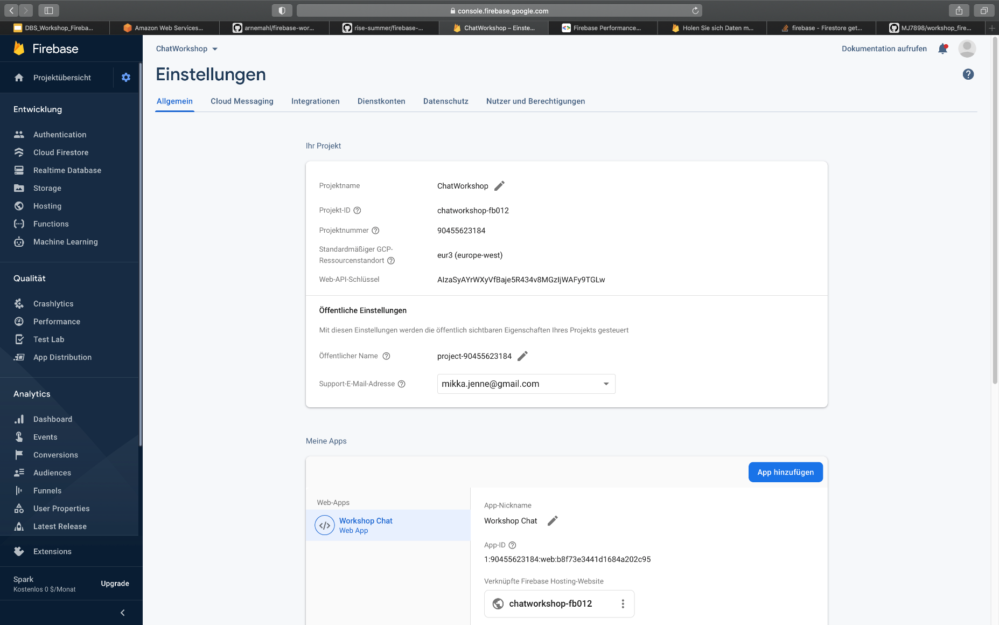 console.firebase.google.com
DBS_Workshop_Fireba...
Amazon Web Services...
arnemahl/firebase-wor...
rise-summer/firebase-...
ChatWorkshop – Einste...
Firebase Performance...
Holen Sie sich Daten m...
firebase - Firestore get...
MJ7898/workshop_fire...
Firebase
Projektübersicht
Entwicklung
Authentication
Cloud Firestore
Realtime Database
Storage
Hosting
Functions
Machine Learning
Qualität
Crashlytics
Performance
Test Lab
App Distribution
Analytics
Dashboard
Events
Conversions
Audiences
Funnels
User Properties
Latest Release
Extensions
Spark
Kostenlos 0 $/Monat
Upgrade
ChatWorkshop
Dokumentation aufrufen
Einstellungen
Allgemein
Cloud Messaging
Integrationen
Dienstkonten
Datenschutz
Nutzer und Berechtigungen
Ihr Projekt
Projektname
ChatWorkshop
Projekt-ID
chatworkshop-fb012
Projektnummer
90455623184
Standardmäßiger GCP-
Ressourcenstandort
eur3 (europe-west)
Web-API-Schlüssel
AIzaSyAYrWXyVfBaje5R434v8MGzIjWAFy9TGLw
Öffentliche Einstellungen
Mit diesen Einstellungen werden die öffentlich sichtbaren Eigenschaften Ihres Projekts gesteuert
Öffentlicher Name
project-90455623184
Support-E-Mail-Adresse
mikka.jenne@gmail.com
Meine Apps
App hinzufügen
Web-Apps
Workshop Chat
Web App
App-Nickname
Workshop Chat
App-ID
1:90455623184:web:b8f73e3441d1684a202c95
Verknüpfte Firebase Hosting-Website
chatworkshop-fb012